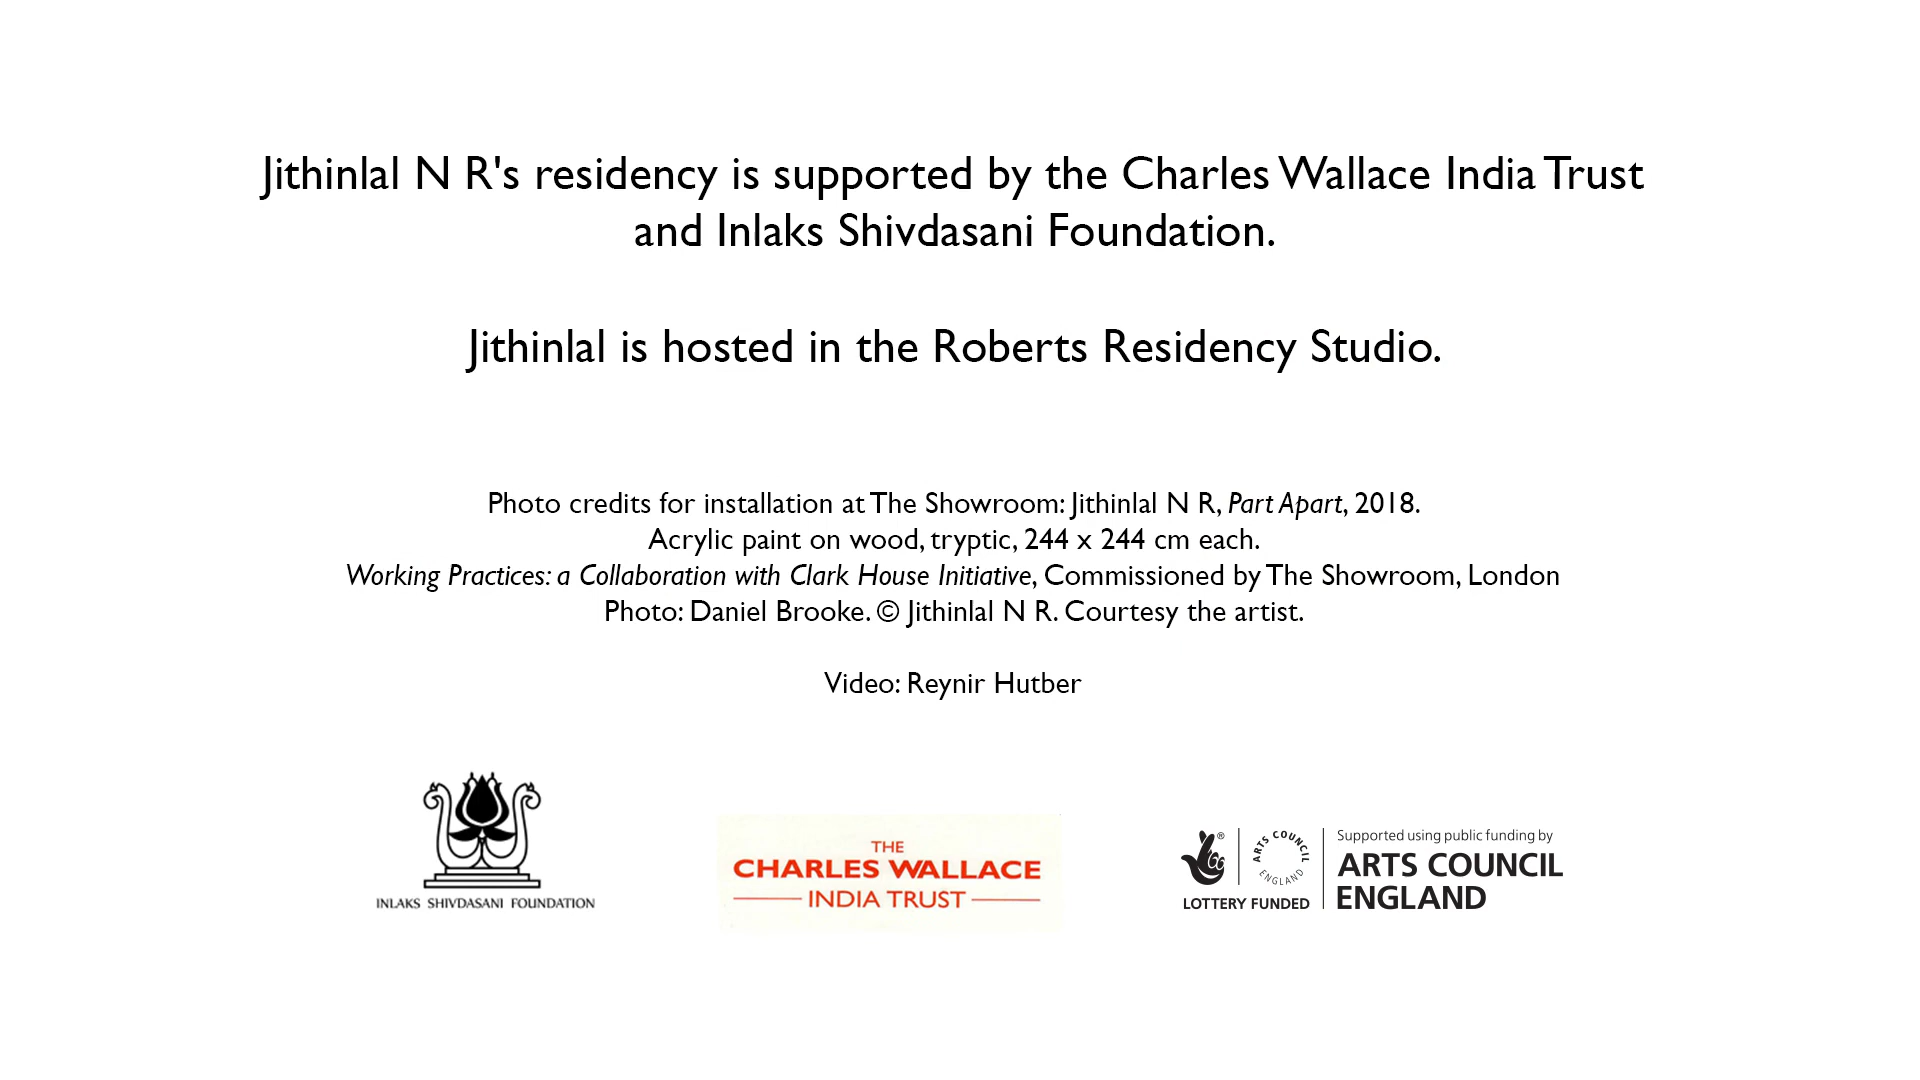 Jithinlal N R's residency is supported by the Charles Wallace India Trust
and Inlaks Shivdasani Foundation.
Jithinlal is hosted in the Roberts Residency Studio.
Photo credits for installation at The Showroom: Jithinlal N R, Part Apart, 2018.
Acrylic paint on wood, tryptic, 244 x 244 cm each.
Working Practices: a Collaboration with Clark House Initiative, Commissioned by The Showroom, London
Photo: Daniel Brooke. © Jithinlal N R. Courtesy the artist.
Video: Reynir Hutber
INLAKS SHIVDASANI FOUNDATION
THE
CHARLES WALLACE
INDIA TRUST
®
LOTTERY FUNDED
ARTS COUNCIL
ENGLAND
Supported using public funding by
ARTS COUNCIL
ENGLAND